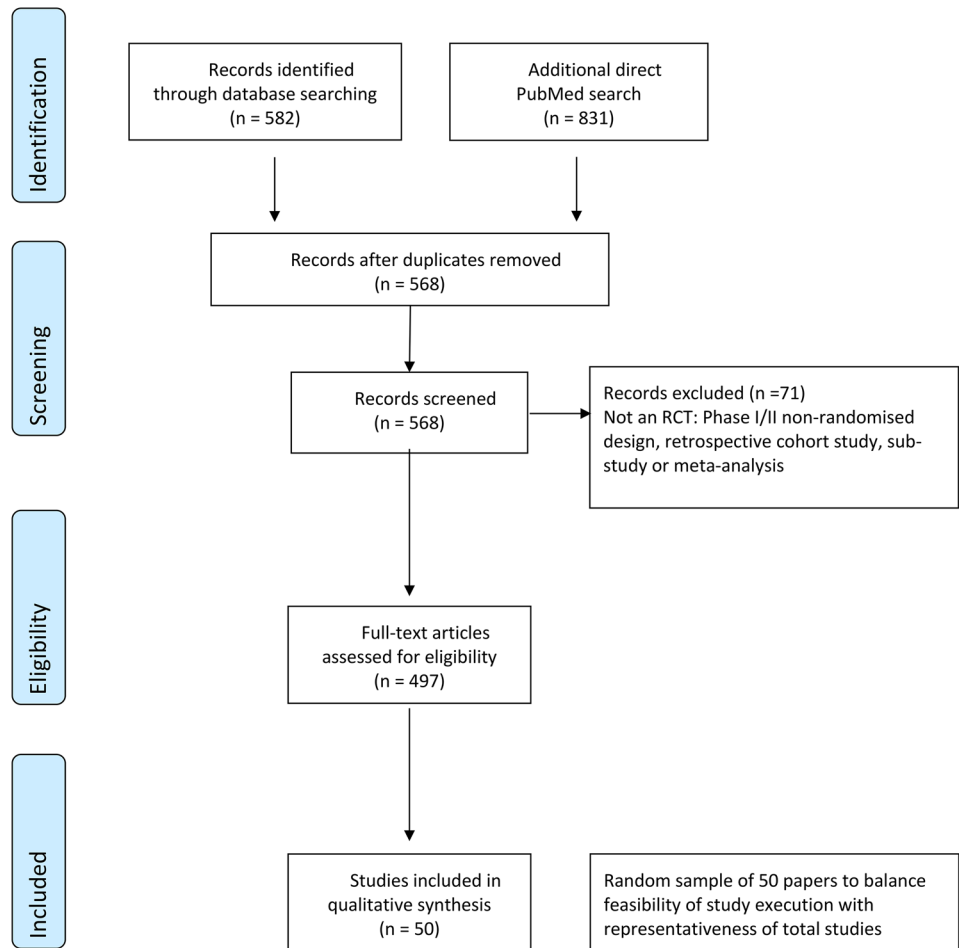 Identification
Records identified
through database searching
(n = 582)
Additional direct
PubMed search
(n = 831)
Screening
Records after duplicates removed
(n = 568)
Records screened
(n = 568)
Records excluded (n =71)
Not an RCT: Phase I/II non-randomised
design, retrospective cohort study, sub-
study or meta-analysis
Eligibility
Full-text articles
assessed for eligibility
(n = 497)
Included
Studies included in
qualitative synthesis
(n = 50)
Random sample of 50 papers to balance
feasibility of study execution with
representativeness of total studies